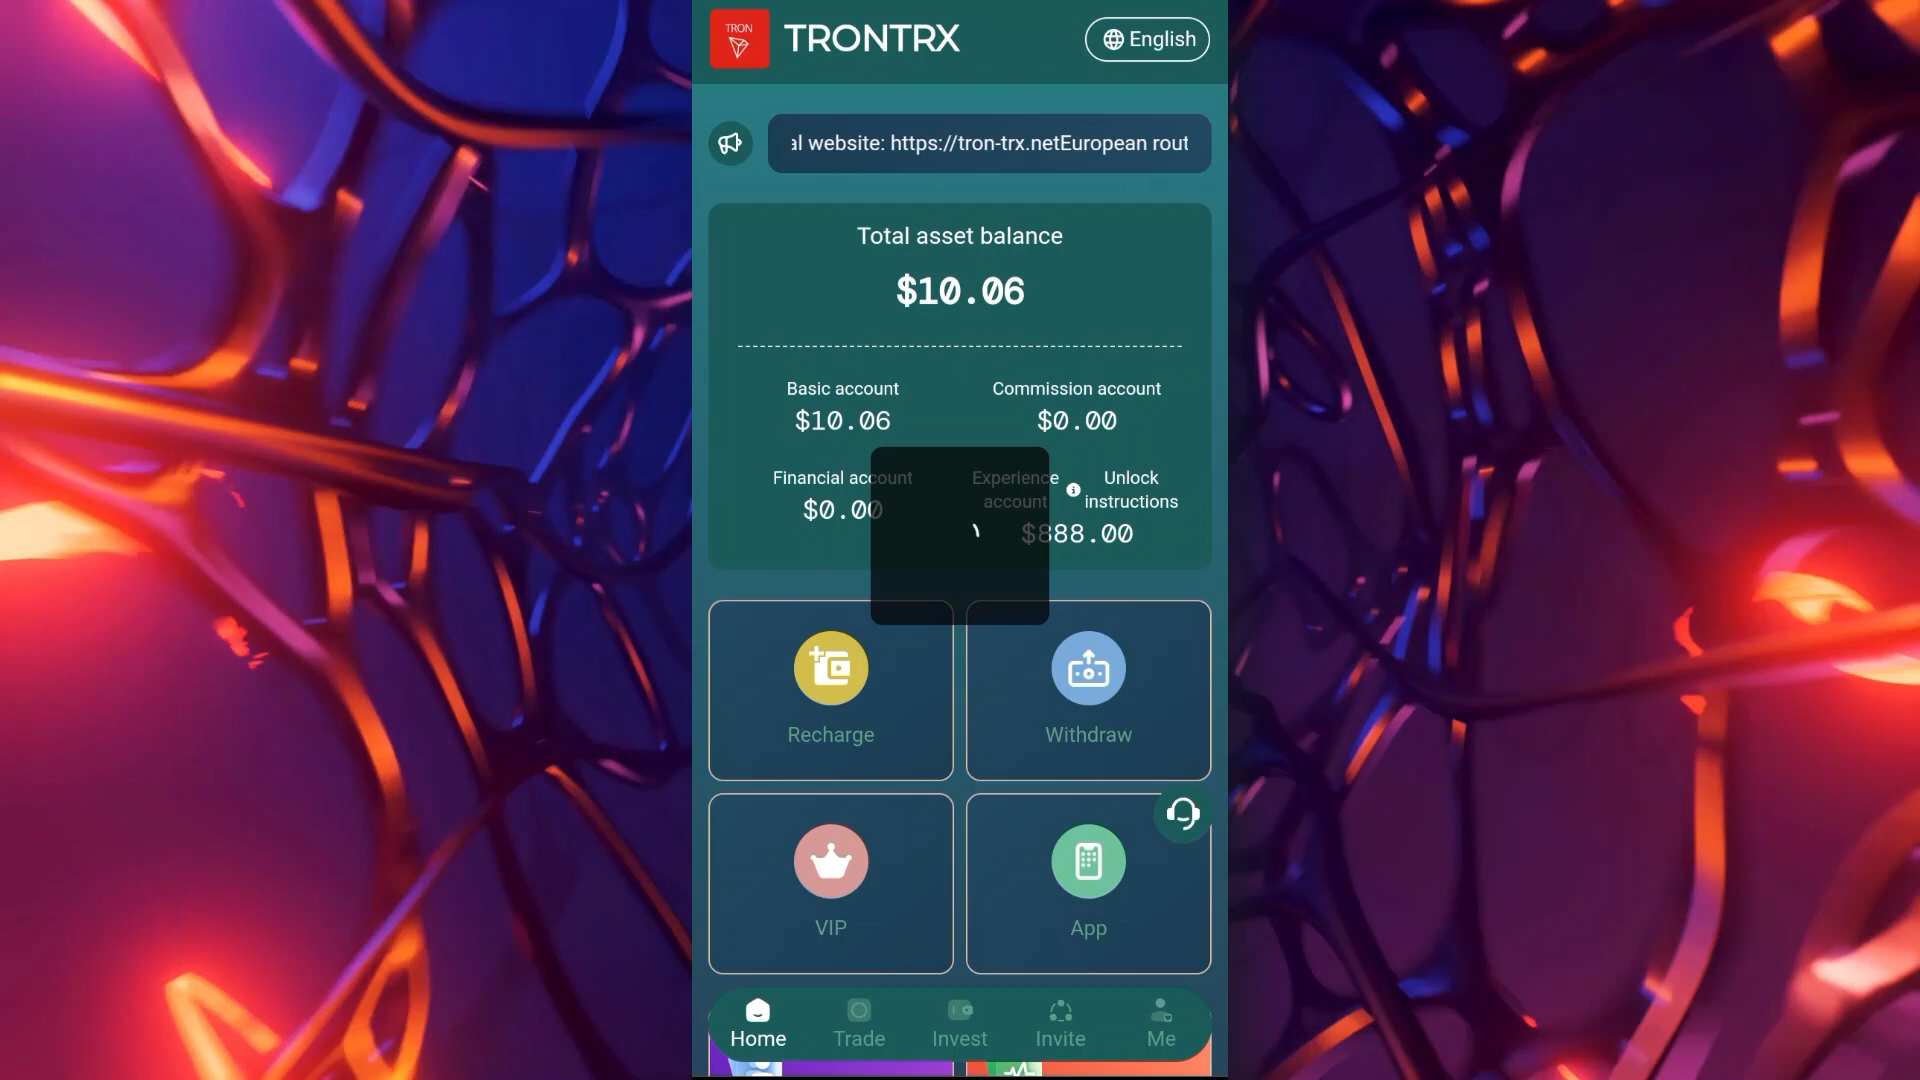 TRON
TRONTRX
English
al website: https://tron-trx.netEuropean rout
Total asset balance
$10.06
Basic account
$10.06
Commission account
$0.00
Financial account
$0.00
Experience account
Unlock instructions
$888.00
Recharge
Withdraw
VIP
App
Home
Trade
Invest
Invite
Me